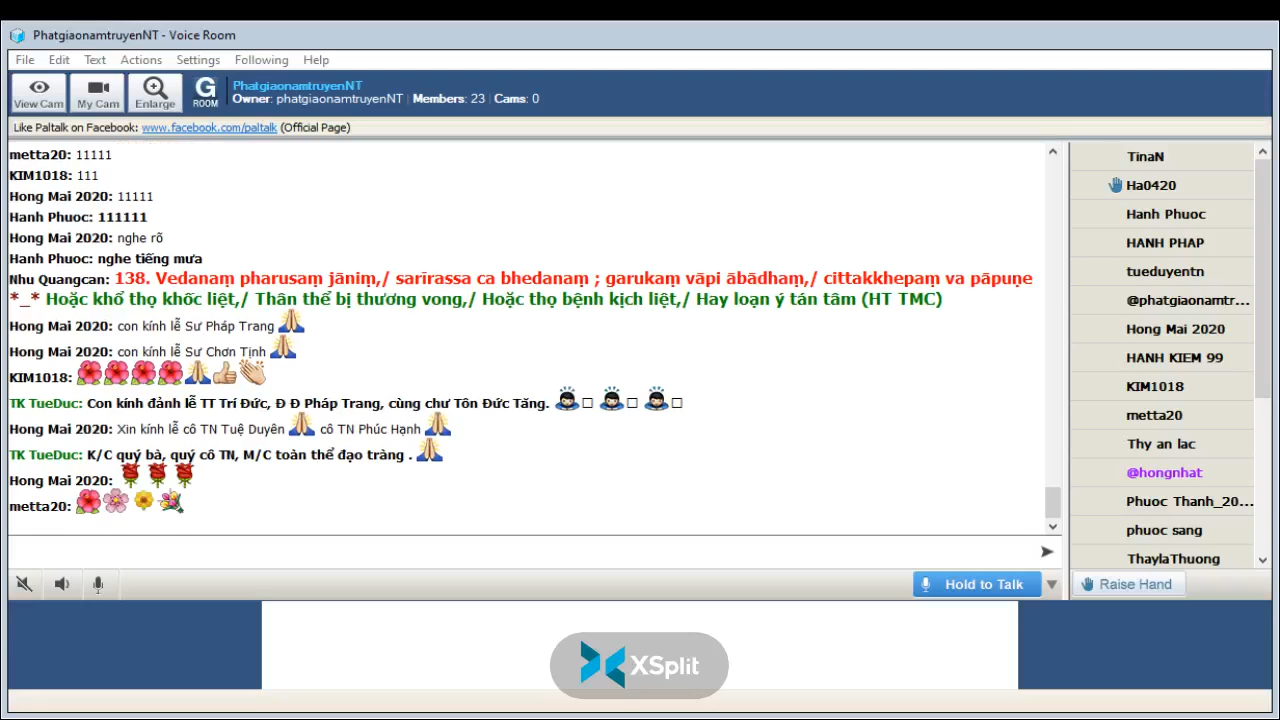 PhatgiaonamtruyenNT - Voice Room
File Edit Text Actions Settings Following Help
View Cam My Cam Enlarge G ROOM
PhatgiaonamtruyenNT
Owner: phatgiaonamtruyenNT Members: 23 Cams: 0
Like Paltalk on Facebook: www.facebook.com/paltalk (Official Page)
metta20: 11111
KIM1018: 111
Hong Mai 2020: 11111
Hanh Phuoc: 111111
Hong Mai 2020: nghe rõ
Hanh Phuoc: nghe tiếng mưa
Nhu Quangcan: 138. Vedanaṃ pharusaṃ jāniṃ,/ sarīrassa ca bhedanaṃ ; garukaṃ vāpi ābādhaṃ,/ cittakkhepaṃ va pāpuṇe
*_* Hoặc khổ thọ khốc liệt,/ Thân thể bị thương vong,/ Hoặc thọ bệnh kịch liệt,/ Hay loạn ý tán tâm (HT TMC)
Hong Mai 2020: con kính lễ Sư Pháp Trang
Hong Mai 2020: con kính lễ Sư Chơn Tịnh
KIM1018:
TK TueDuc: Con kính đảnh lễ TT Trí Đức, Đ Đ Pháp Trang, cùng chư Tôn Đức Tăng.
Hong Mai 2020: Xin kính lễ cô TN Tuệ Duyên cô TN Phúc Hạnh
TK TueDuc: K/C quý bà, quý cô TN, M/C toàn thể đạo tràng .
Hong Mai 2020:
metta20:
TinaN
Ha0420
Hanh Phuoc
HANH PHAP
tueduyentn
@phatgiaonamtr...
Hong Mai 2020
HANH KIEM 99
KIM1018
metta20
Thy an lac
@hongnhat
Phuoc Thanh_20...
phuoc sang
ThaylaThuong
Hold to Talk
Raise Hand
XSplit